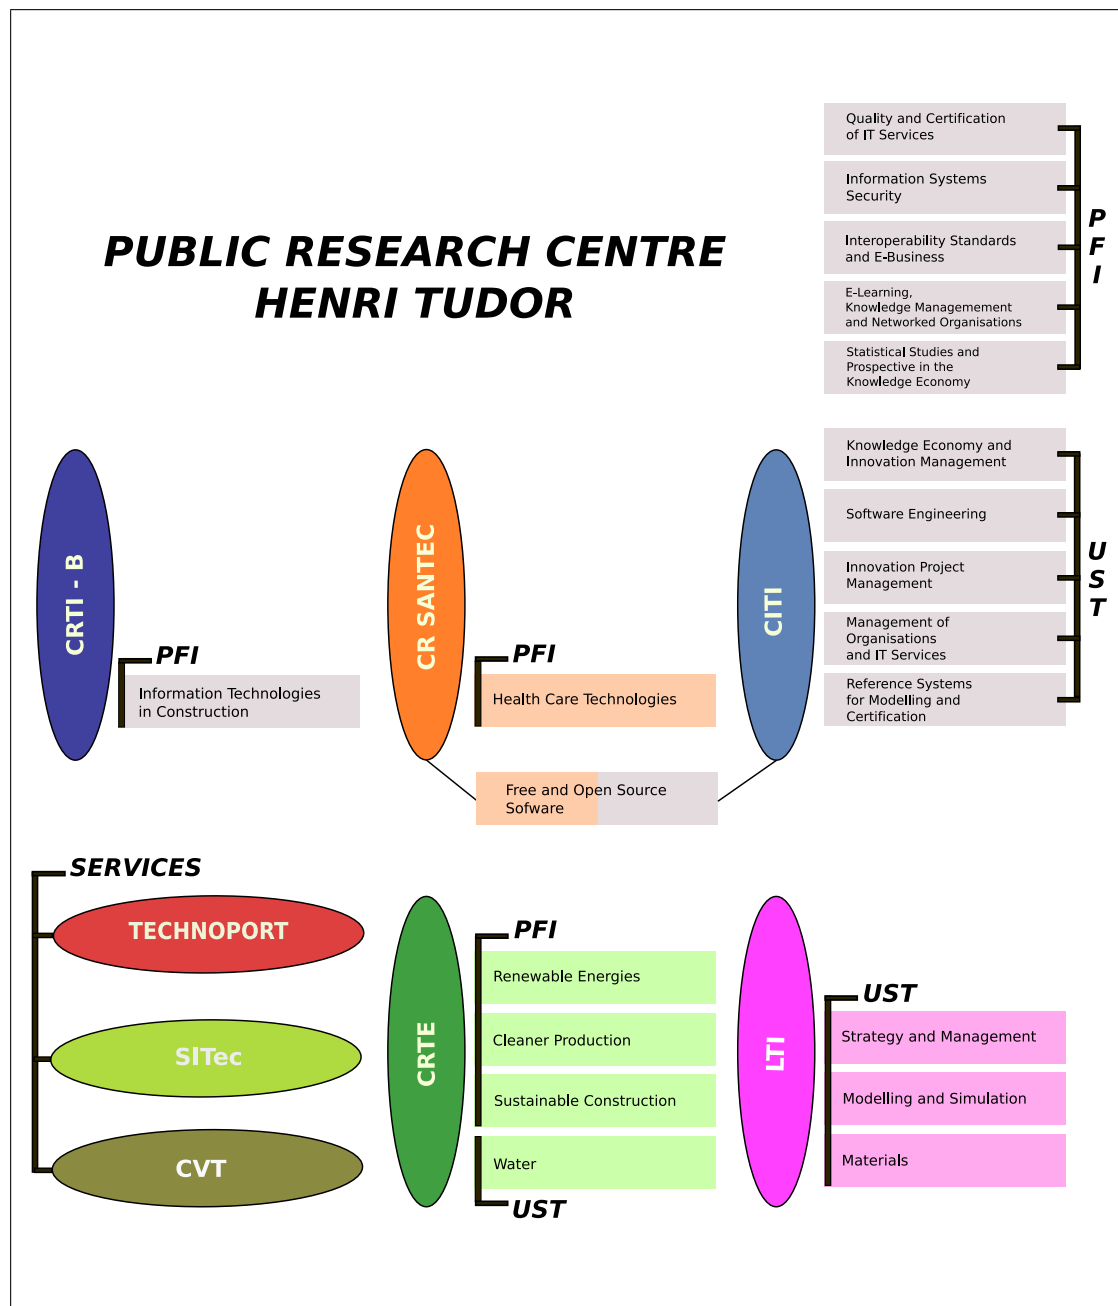 PUBLIC RESEARCH CENTRE
HENRI TUDOR
Quality and Certification
of IT Services
Information Systems
Security
Interoperability Standards
and E-Business
E-Learning,
Knowledge Managemement
and Networked Organisations
Statistical Studies and
Prospective in the
Knowledge Economy
PFI
Knowledge Economy and
Innovation Management
Software Engineering
Innovation Project
Management
Management of
Organisations
and IT Services
Reference Systems
for Modelling and
Certification
UST
CRTI - B
PFI
Information Technologies
in Construction
CR SANTEC
PFI
Health Care Technologies
CITI
Free and Open Source
Sofware
SERVICES
TECHNOPORT
SITec
CVT
CRTE
PFI
Renewable Energies
Cleaner Production
Sustainable Construction
Water
UST
LTI
UST
Strategy and Management
Modelling and Simulation
Materials